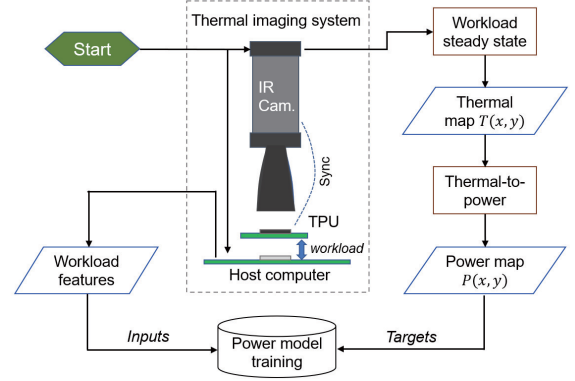 Thermal imaging system
Start
Workload
steady state
IR
Cam.
Thermal
map T(x, y)
Sync
Thermal-to-
power
TPU
workload
Workload
features
Host computer
Power map
P(x, y)
Inputs
Targets
Power model
training